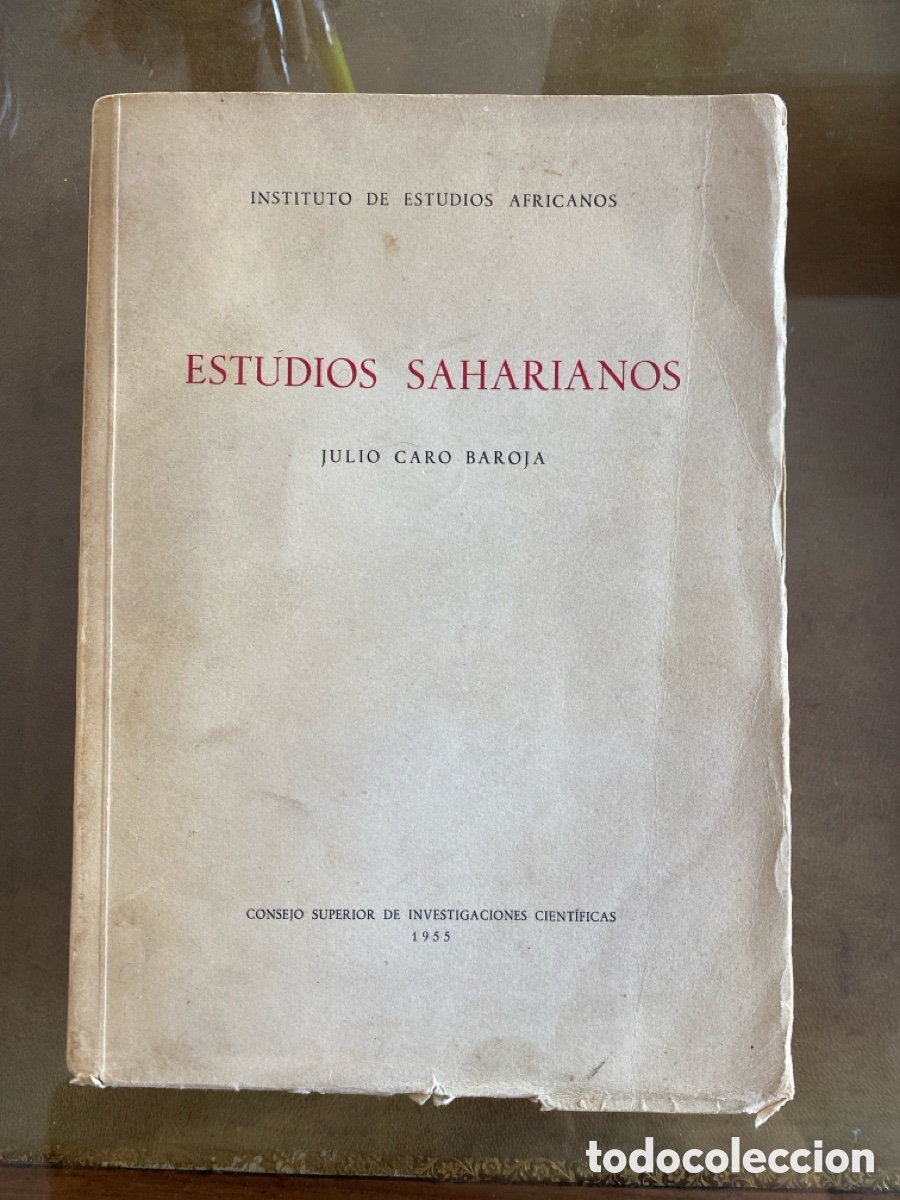 INSTITUTO DE ESTUDIOS AFRICANOS
ESTUDIOS SAHARIANOS
JULIO CARO BAROJA
CONSEJO SUPERIOR DE INVESTIGACIONES CIENTÍFICAS
1955
todocoleccion